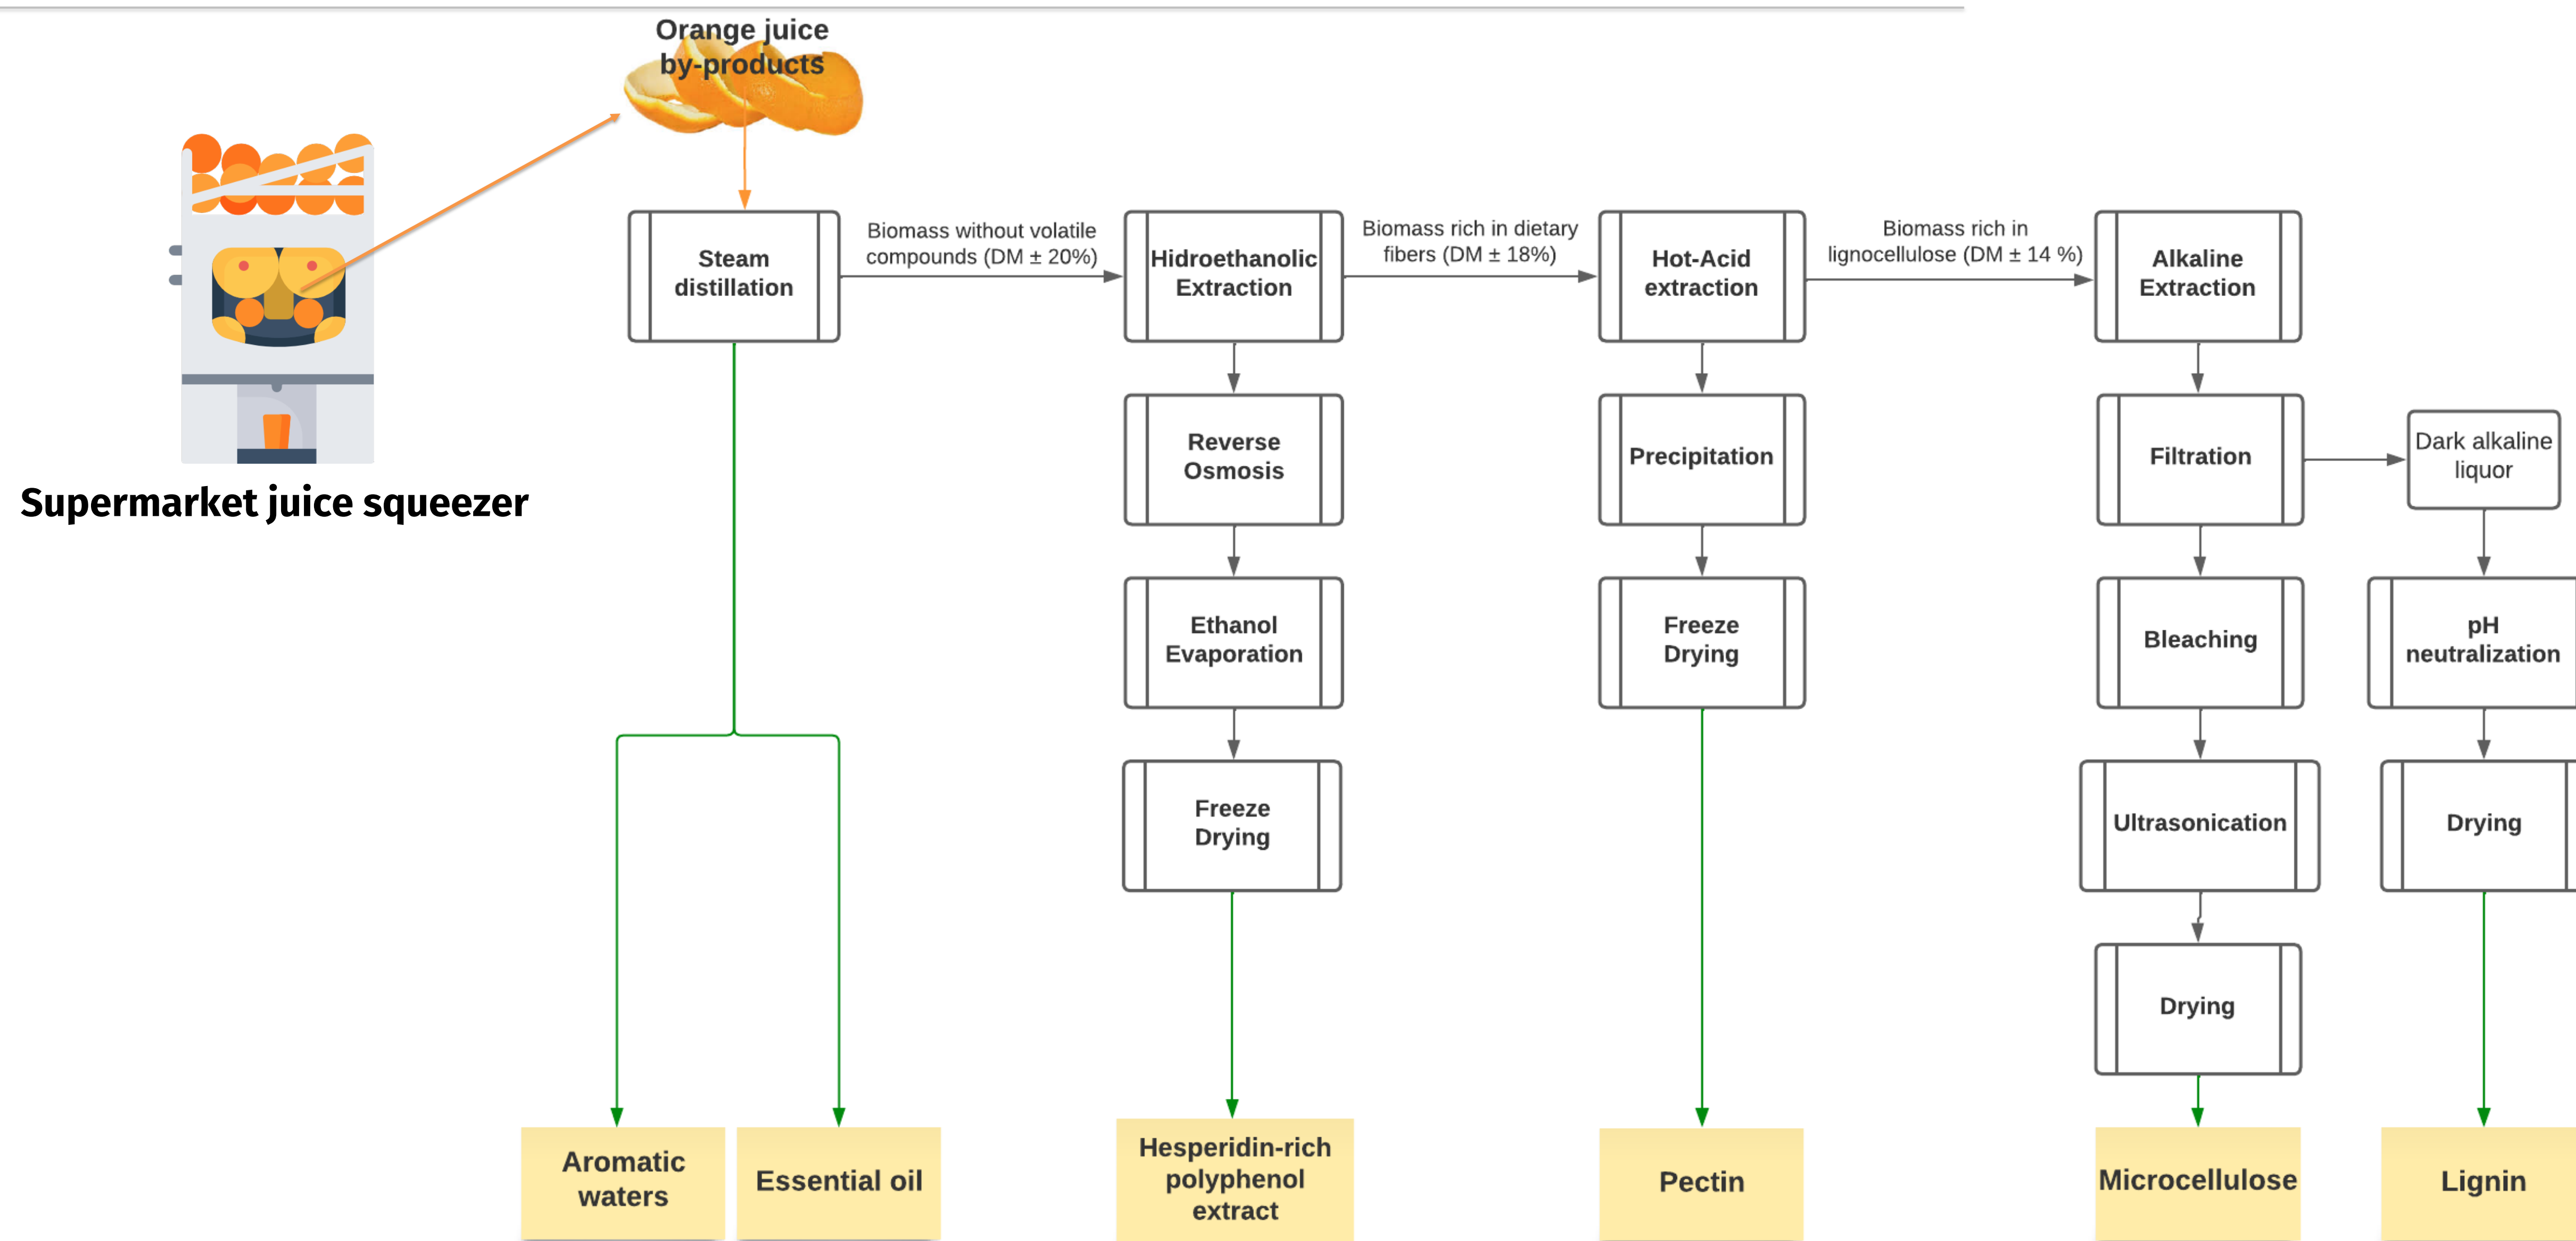 Orange juice
by-products
Supermarket juice squeezer
Steam
distillation
Biomass without volatile
compounds (DM ± 20%)
Hidroethanolic
Extraction
Biomass rich in dietary
fibers (DM ± 18%)
Hot-Acid
extraction
Biomass rich in
lignocellulose (DM ± 14 %)
Alkaline
Extraction
Reverse
Osmosis
Precipitation
Filtration
Dark alkaline
liquor
Ethanol
Evaporation
Freeze
Drying
Bleaching
pH
neutralization
Freeze
Drying
Ultrasonication
Drying
Drying
Aromatic
waters
Essential oil
Hesperidin-rich
polyphenol
extract
Pectin
Microcellulose
Lignin